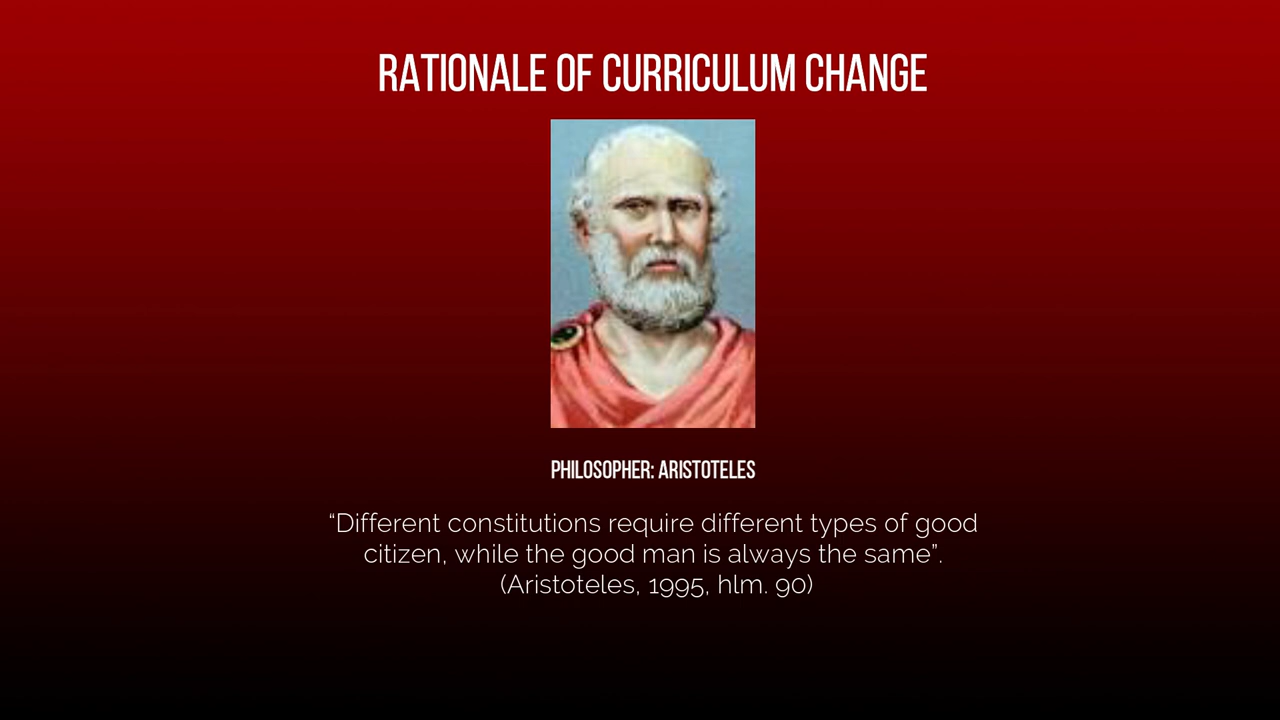 RATIONALE OF CURRICULUM CHANGE
PHILOSOPHER: ARISTOTELES
“Different constitutions require different types of good
citizen, while the good man is always the same”.
(Aristoteles, 1995, hlm. 90)